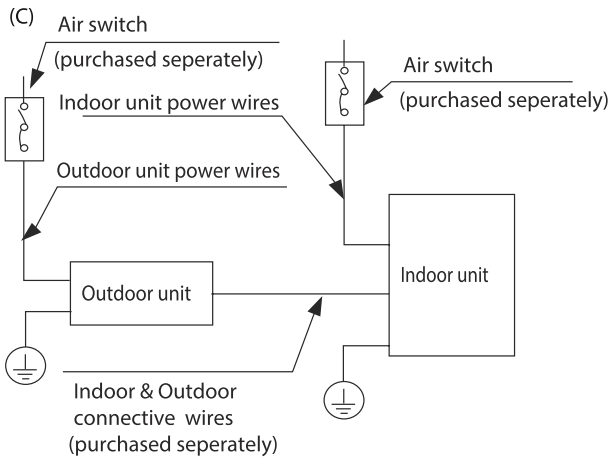 (C)
Air switch
(purchased seperately)
Air switch
(purchased seperately)
Indoor unit power wires
Outdoor unit power wires
Outdoor unit
Indoor unit
Indoor & Outdoor
connective wires
(purchased seperately)